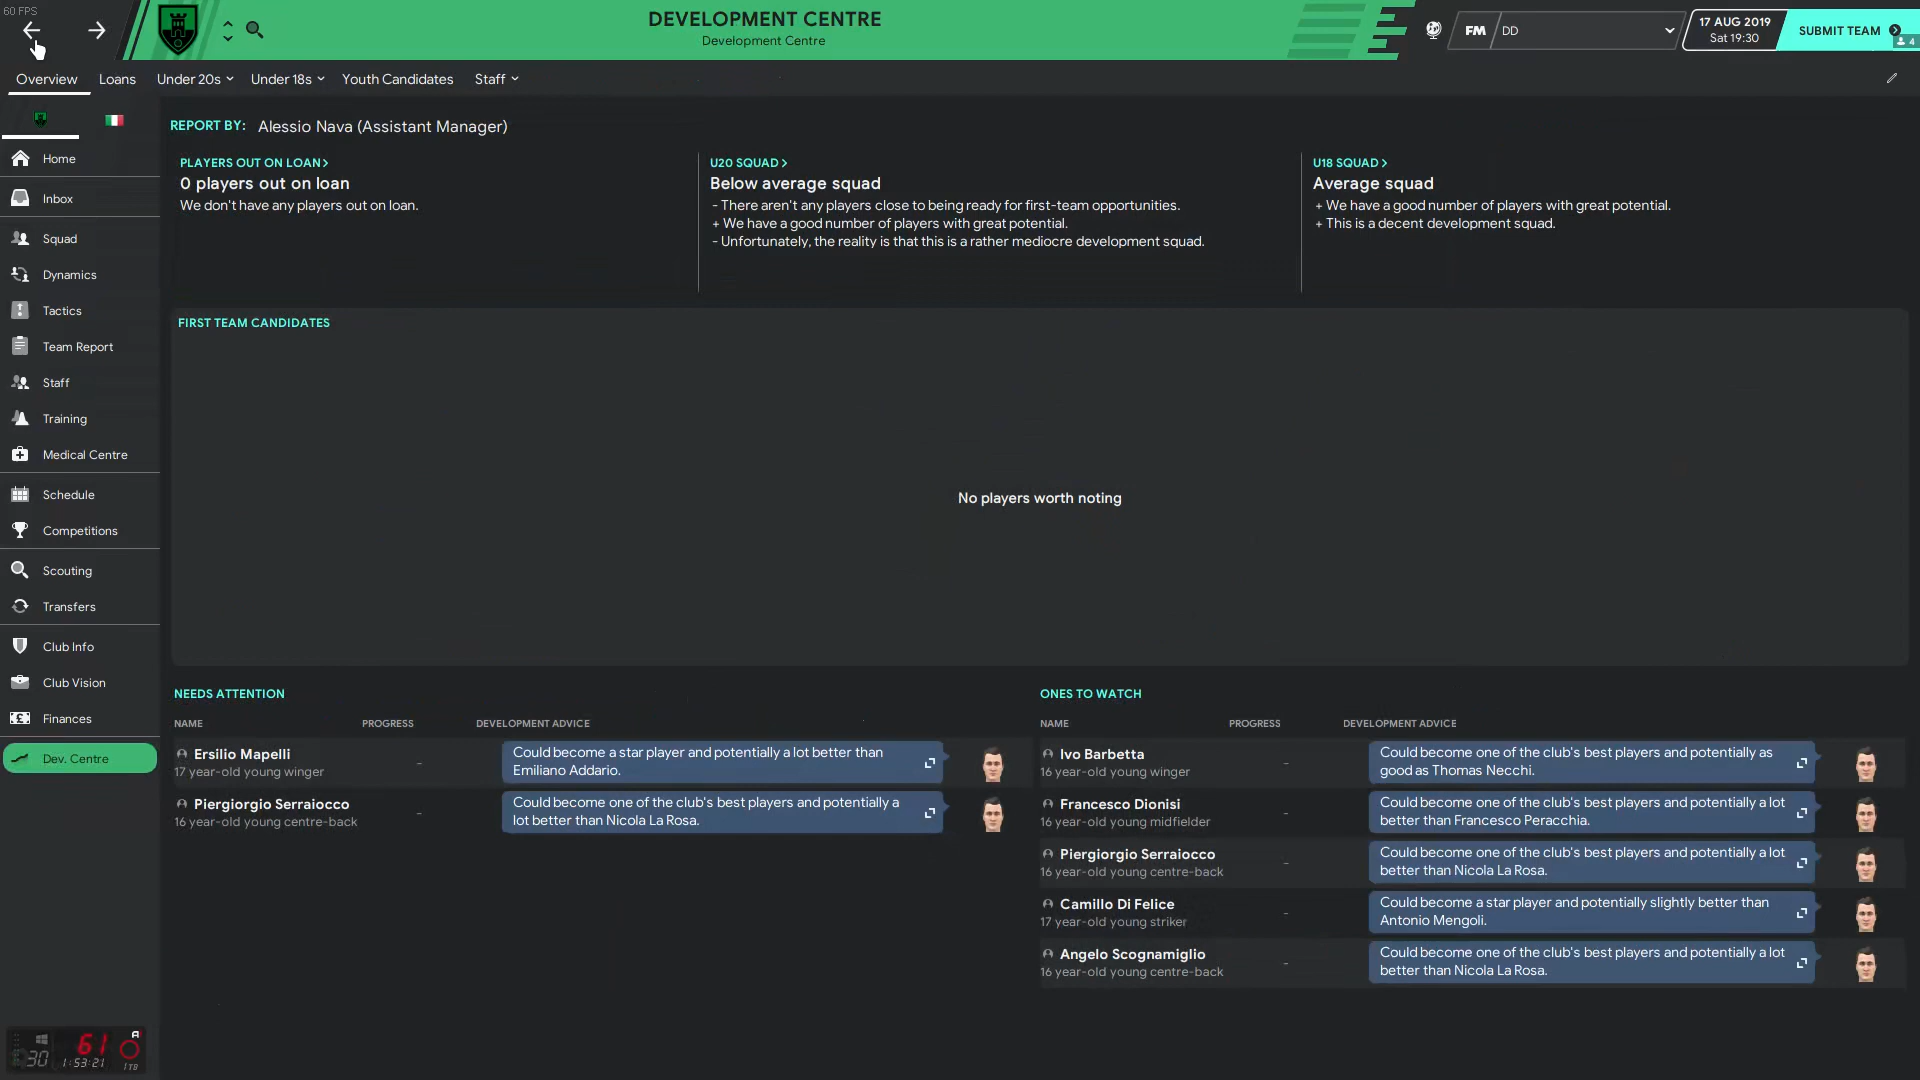 60 FPS
DEVELOPMENT CENTRE
Development Centre
FM
DD
17 AUG 2019
Sat 19:30
SUBMIT TEAM
4
Overview
Loans
Under 20s
Under 18s
Youth Candidates
Staff
Home
Inbox
Squad
Dynamics
Tactics
Team Report
Staff
Training
Medical Centre
Schedule
Competitions
Scouting
Transfers
Club Info
Club Vision
Finances
Dev. Centre
REPORT BY: Alessio Nava (Assistant Manager)
PLAYERS OUT ON LOAN >
0 players out on loan
We don't have any players out on loan.
U20 SQUAD >
Below average squad
- There aren't any players close to being ready for first-team opportunities.
+ We have a good number of players with great potential.
- Unfortunately, the reality is that this is a rather mediocre development squad.
U18 SQUAD >
Average squad
+ We have a good number of players with great potential.
+ This is a decent development squad.
FIRST TEAM CANDIDATES
No players worth noting
NEEDS ATTENTION
NAME PROGRESS DEVELOPMENT ADVICE
Ersilio Mapelli
17 year-old young winger
-
Could become a star player and potentially a lot better than
Emiliano Addario.
Piergiorgio Serraiocco
16 year-old young centre-back
-
Could become one of the club's best players and potentially a
lot better than Nicola La Rosa.
ONES TO WATCH
NAME PROGRESS DEVELOPMENT ADVICE
Ivo Barbetta
16 year-old young winger
-
Could become one of the club's best players and potentially as
good as Thomas Necchi.
Francesco Dionisi
16 year-old young midfielder
-
Could become one of the club's best players and potentially a lot
better than Francesco Peracchia.
Piergiorgio Serraiocco
16 year-old young centre-back
-
Could become one of the club's best players and potentially a lot
better than Nicola La Rosa.
Camillo Di Felice
17 year-old young striker
-
Could become a star player and potentially slightly better than
Antonio Mengoli.
Angelo Scognamiglio
16 year-old young centre-back
-
Could become one of the club's best players and potentially a lot
better than Nicola La Rosa.
30
61
1:53:21
A
1TB